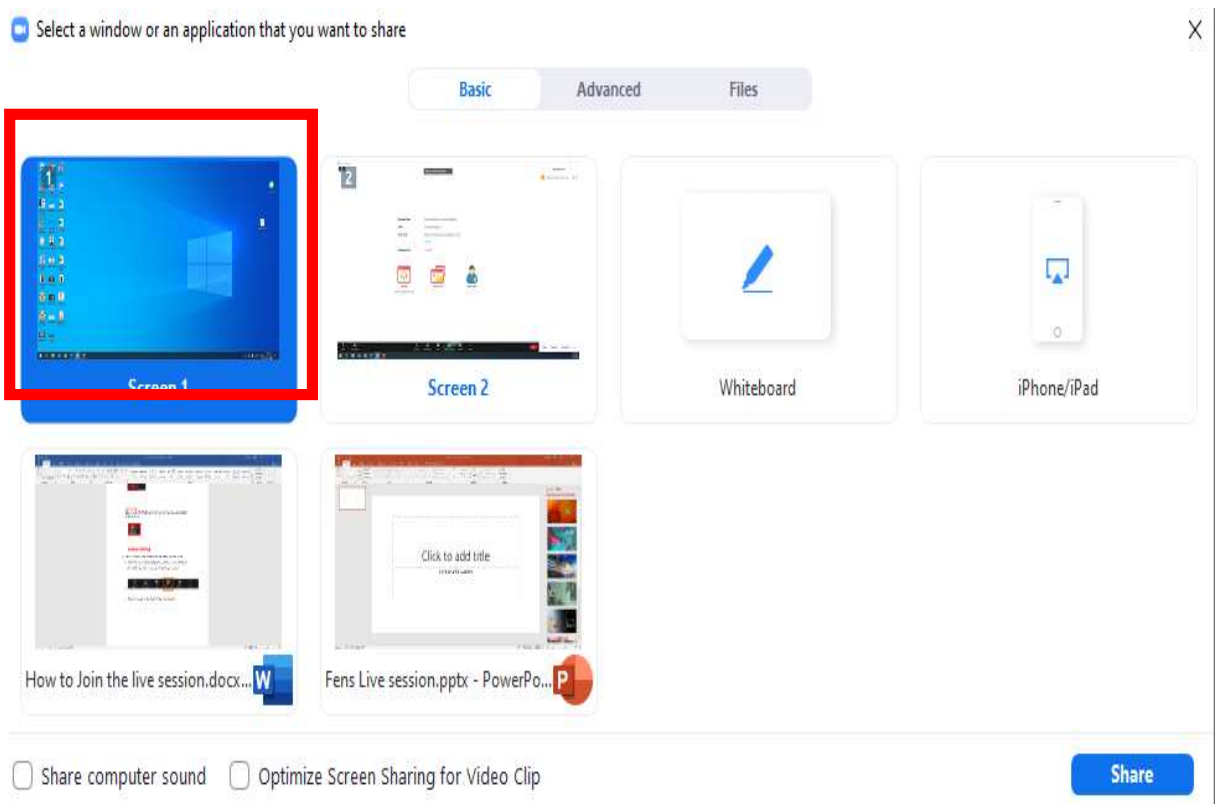 Select a window or an application that you want to share
X
Basic Advanced Files
1
2
Screen 1
Screen 2
Whiteboard
iPhone/iPad
Click to add title
How to Join the live session.docx... W
Fens Live session.pptx - PowerPo... P
Share computer sound Optimize Screen Sharing for Video Clip
Share